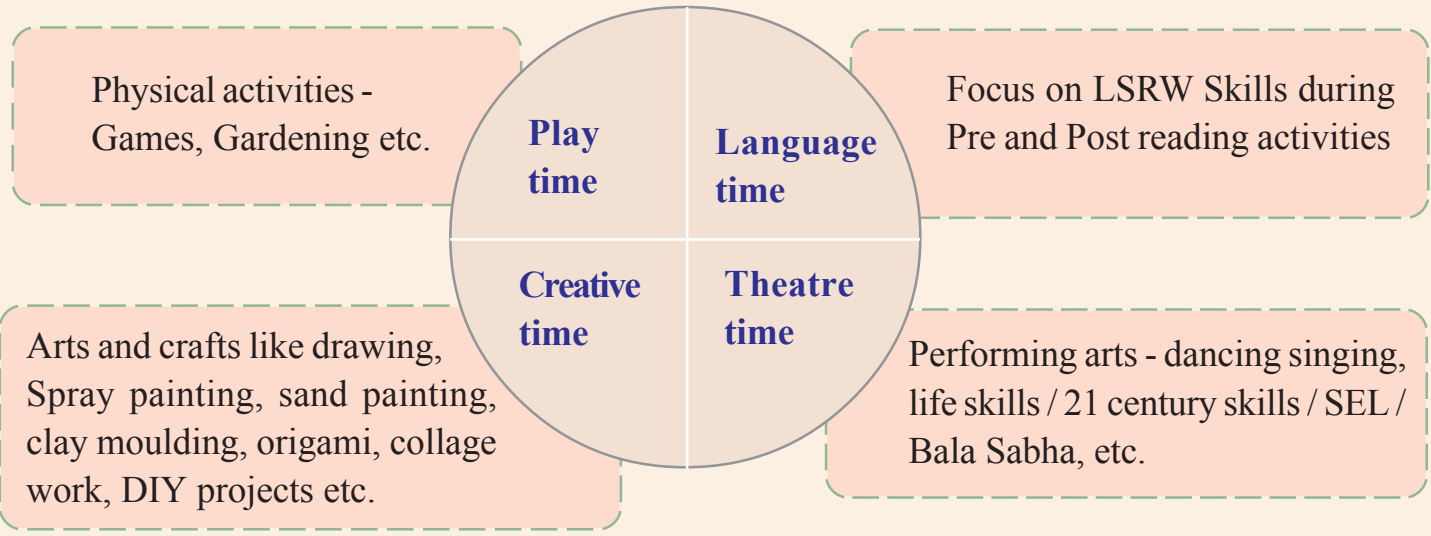 Physical activities -
Games, Gardening etc.
Play
time
Language
time
Focus on LSRW Skills during
Pre and Post reading activities
Creative
time
Theatre
time
Arts and crafts like drawing,
Spray painting, sand painting,
clay moulding, origami, collage
work, DIY projects etc.
Performing arts - dancing singing,
life skills / 21 century skills / SEL /
Bala Sabha, etc.